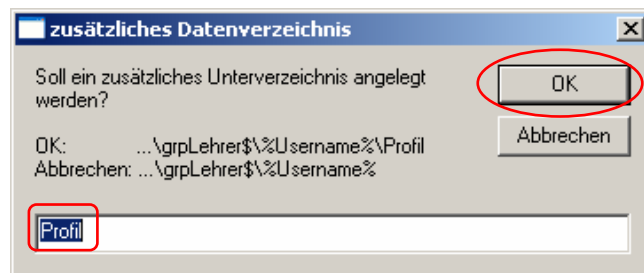 zusätzliches Datenverzeichnis
Soll ein zusätzliches Unterverzeichnis angelegt
werden?
OK
OK: ...\grpLehrer$\%Username%\Profil
Abbrechen: ...\grpLehrer$\%Username%
Abbrechen
Profil